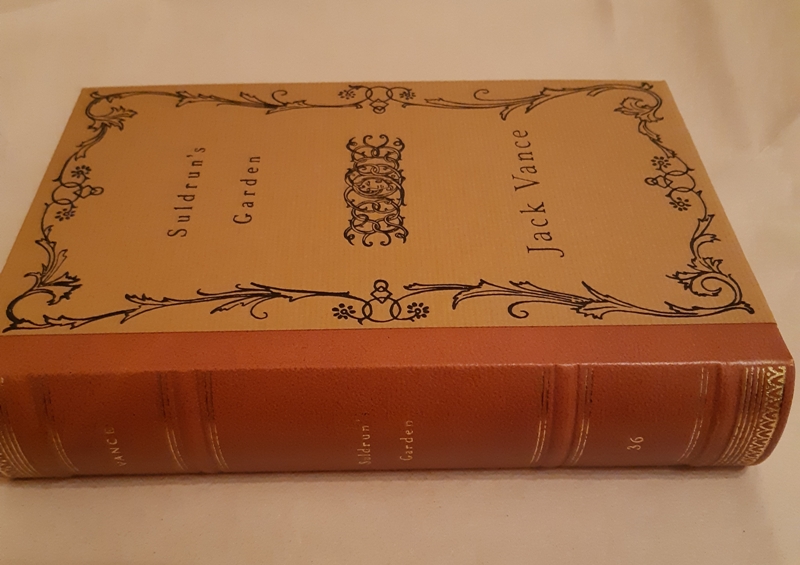 Suldrun's
Garden
Jack Vance
VANCE
Suldrun's
Garden
36